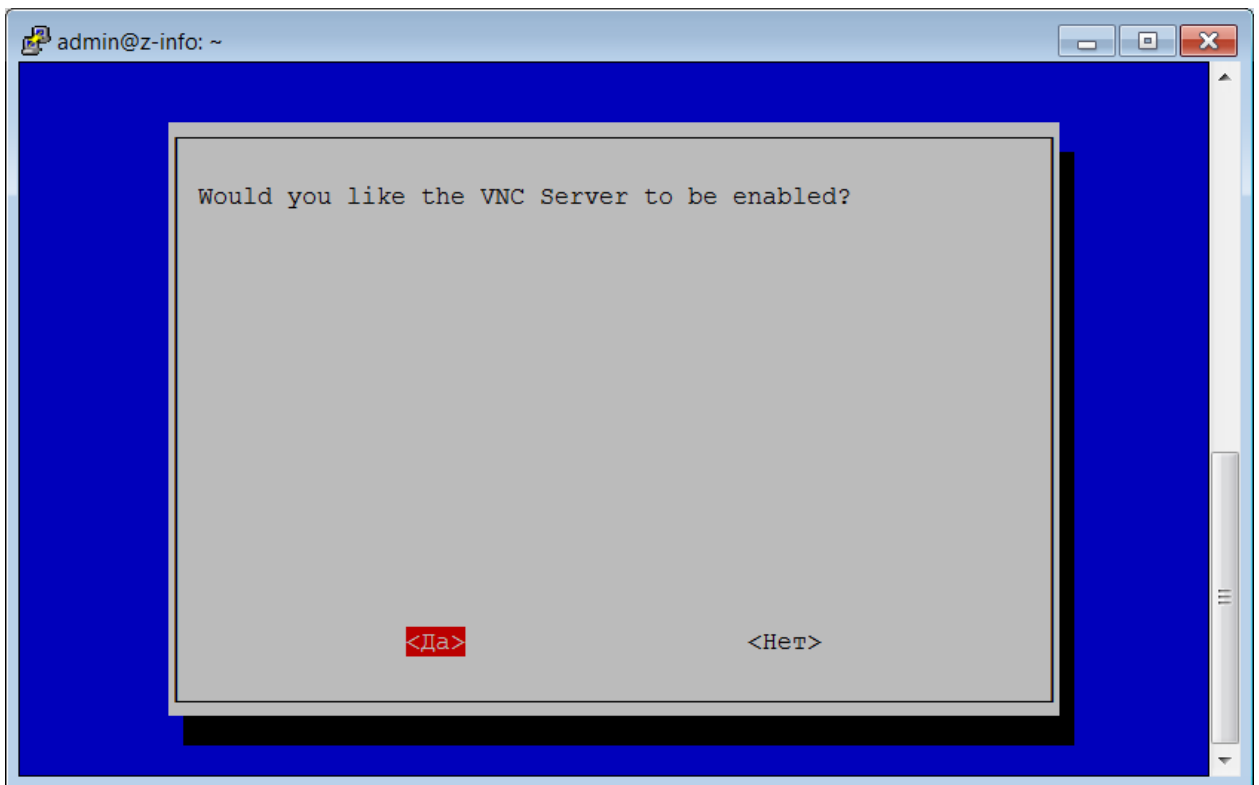 admin@z-info: ~
Would you like the VNC Server to be enabled?
<Да> <Нет>